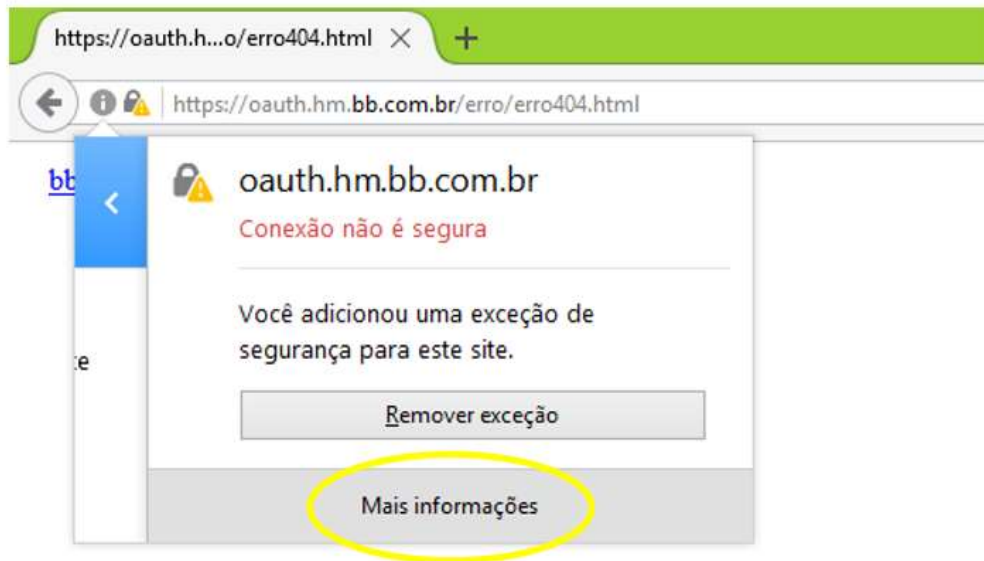 https://oauth.h...o/erro404.html
https://oauth.hm.bb.com.br/erro/erro404.html
bb
oauth.hm.bb.com.br
Conexão não é segura
Você adicionou uma exceção de
segurança para este site.
Remover exceção
Mais informações